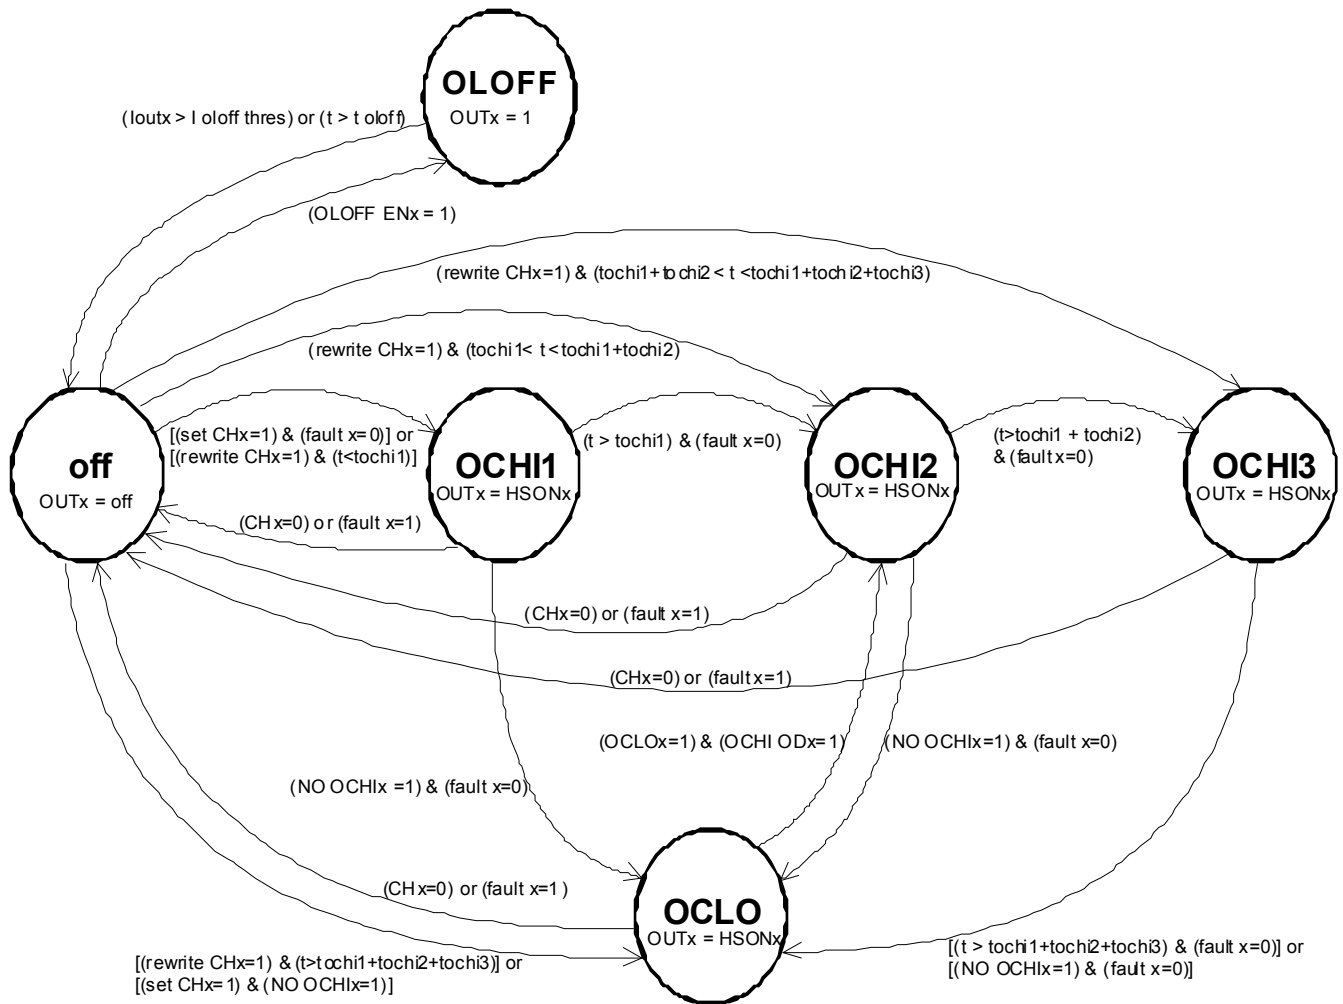 OLOFF
OUTx = 1
(Ioutx > I oloff thres) or (t > t oloff)
(OLOFF ENx = 1)
(rewrite CHx=1) & (tochi1+tochi2 < t <tochi1+tochi2+tochi3)
(rewrite CHx=1) & (tochi1< t <tochi1+tochi2)
off
OUTx = off
[(set CHx=1) & (fault x=0)] or
[(rewrite CHx=1) & (t<tochi1)]
OCHI1
OUTx = HSONx
(t > tochi1) & (fault x=0)
OCHI2
OUTx = HSONx
(t>tochi1 + tochi2)
& (fault x=0)
OCHI3
OUTx = HSONx
(CHx=0) or (fault x=1)
(CHx=0) or (fault x=1)
(CHx=0) or (fault x=1)
(OCLOx=1) & (OCHI ODx=1)
(NO OCHIx=1) & (fault x=0)
(NO OCHIx =1) & (fault x=0)
(CHx=0) or (fault x=1)
OCLO
OUTx = HSONx
[(rewrite CHx=1) & (t>tochi1+tochi2+tochi3)] or
[(set CHx=1) & (NO OCHIx=1)]
[(t > tochi1+tochi2+tochi3) & (fault x=0)] or
[(NO OCHIx=1) & (fault x=0)]